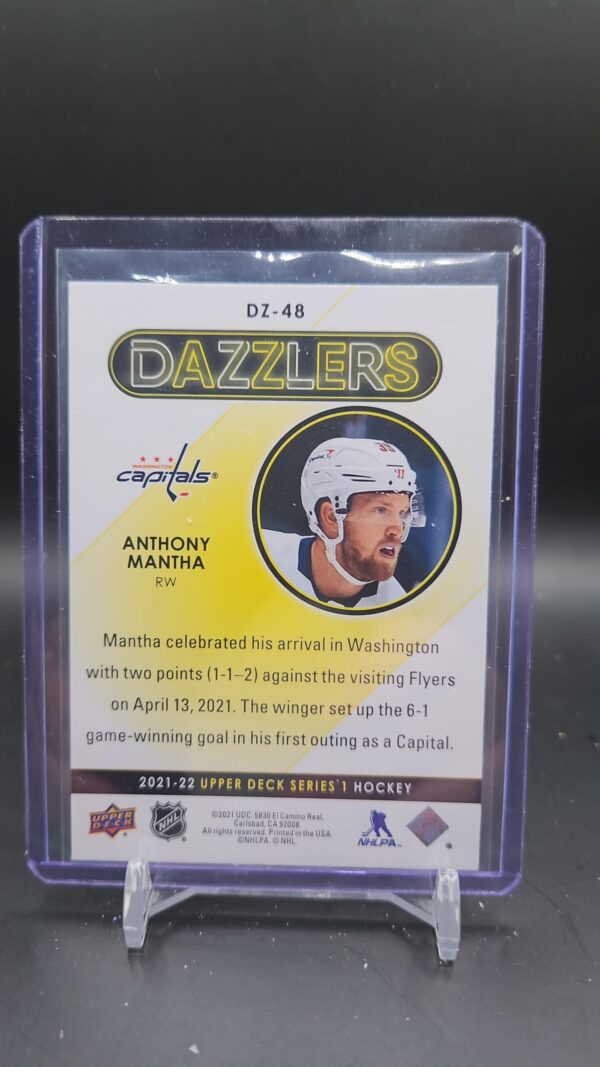 DZ-48
DAZZLERS
WASHINGTON
capitals®
39
ANTHONY
MANTHA
RW
Mantha celebrated his arrival in Washington
with two points (1-1–2) against the visiting Flyers
on April 13, 2021. The winger set up the 6-1
game-winning goal in his first outing as a Capital.
2021-22 UPPER DECK SERIES 1 HOCKEY
UPPER
DECK
NHL
©2021 UDC. 5830 El Camino Real,
Carlsbad, CA 92008.
All rights reserved. Printed in the USA.
©NHLPA. © NHL.
NHLPA™
®